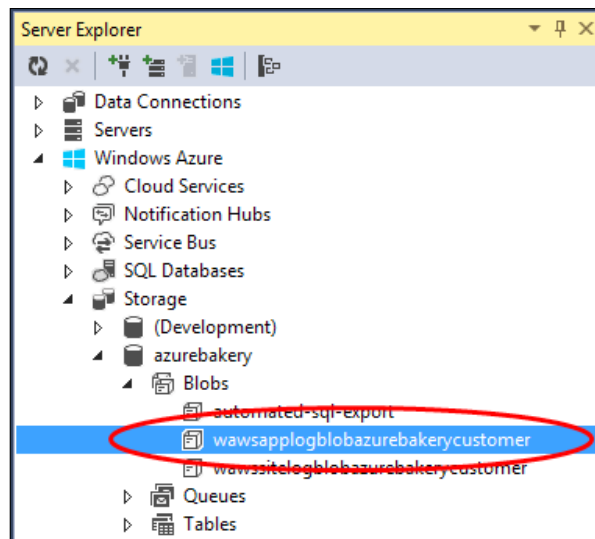 Server Explorer
Data Connections
Servers
Windows Azure
Cloud Services
Notification Hubs
Service Bus
SQL Databases
Storage
(Development)
azurebakery
Blobs
automated-sql-export
wawsapplogblobazurebakerycustomer
wawssitelogblobazurebakerycustomer
Queues
Tables